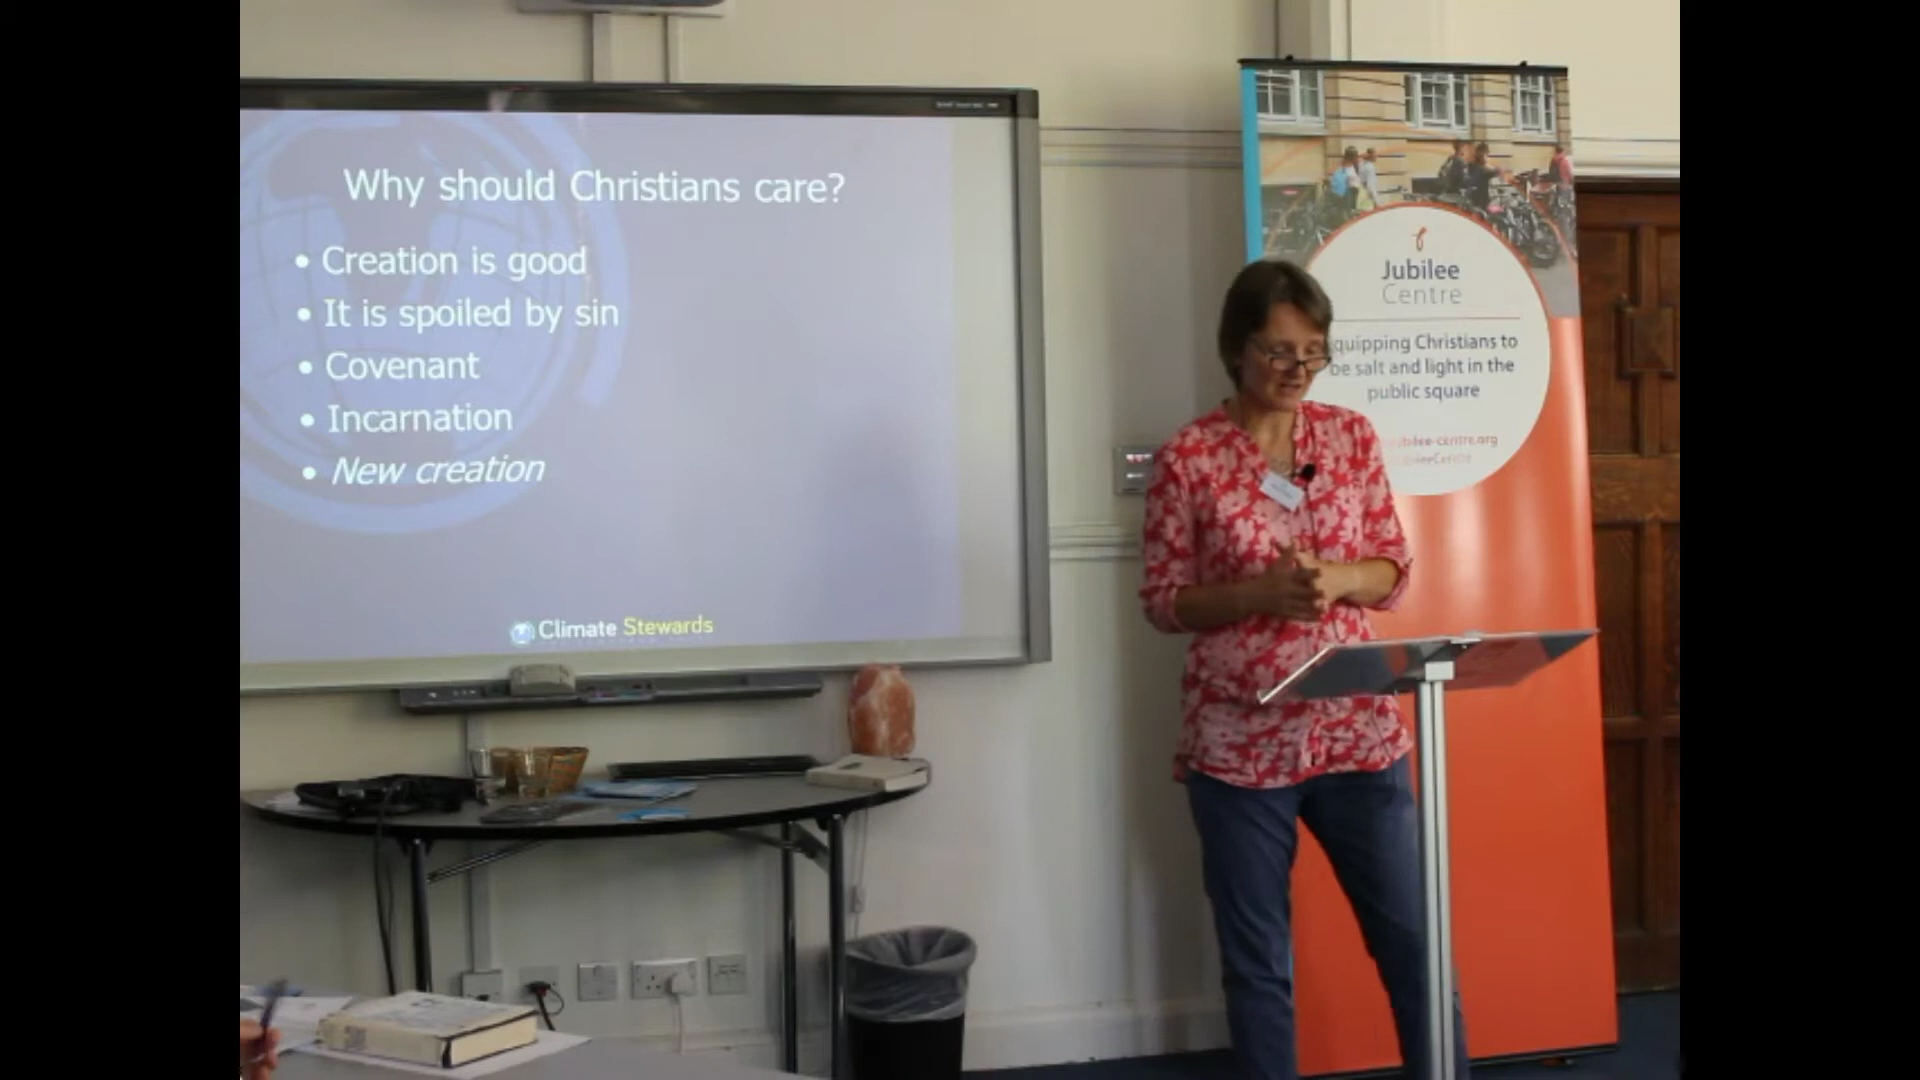 Why should Christians care?
• Creation is good
• It is spoiled by sin
• Covenant
• Incarnation
• New creation
Climate Stewards
Jubilee
Centre
quipping Christians to
be salt and light in the
public square